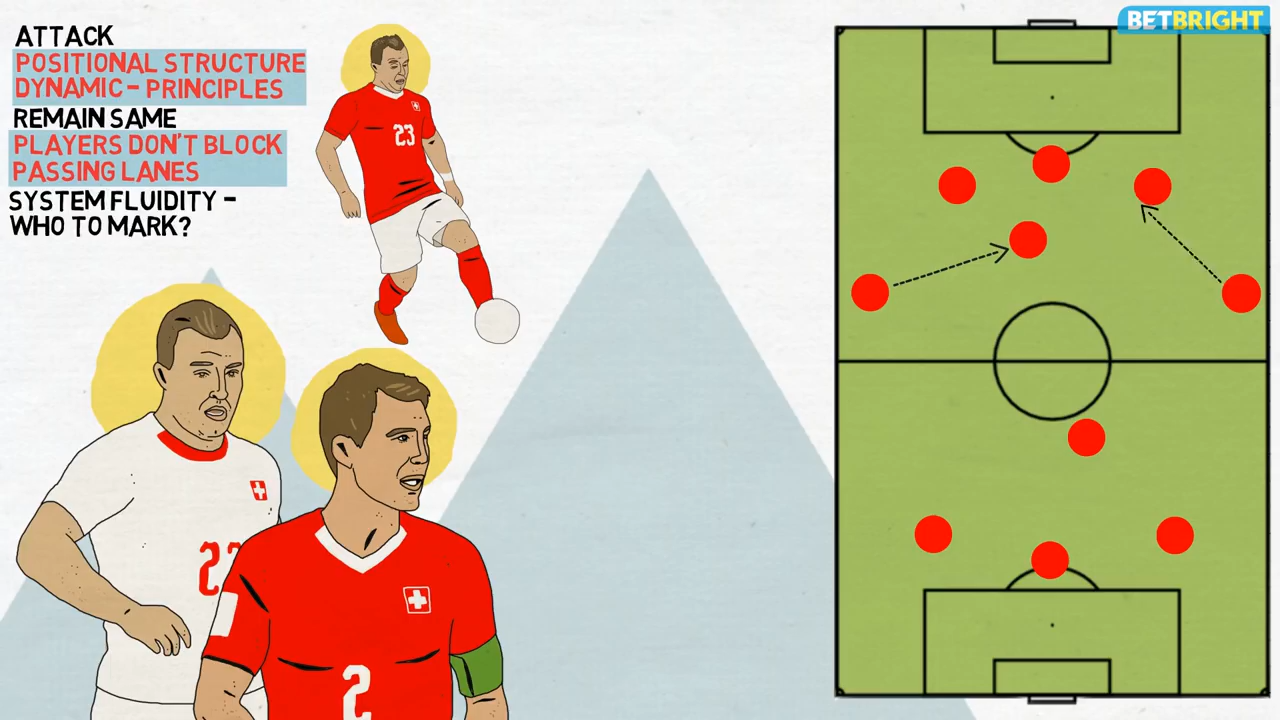 ATTACK
POSITIONAL STRUCTURE
DYNAMIC - PRINCIPLES
REMAIN SAME
PLAYERS DON'T BLOCK
PASSING LANES
SYSTEM FLUIDITY -
WHO TO MARK?
BETBRIGHT
23
23
2